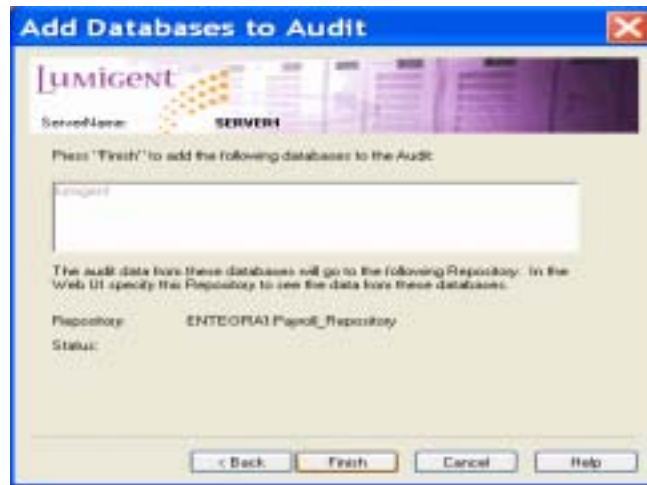 Add Databases to Audit
LUMIGENT
ServerName: SERVER1
Press "Finish" to add the following databases to the Audit:
lumigent
The audit data from these databases will go to the following Repository. In the
Web UI specify this Repository to see the data from these databases.
Repository: ENTEGRA1.Payroll_Repository
Status:
< Back
Finish
Cancel
Help